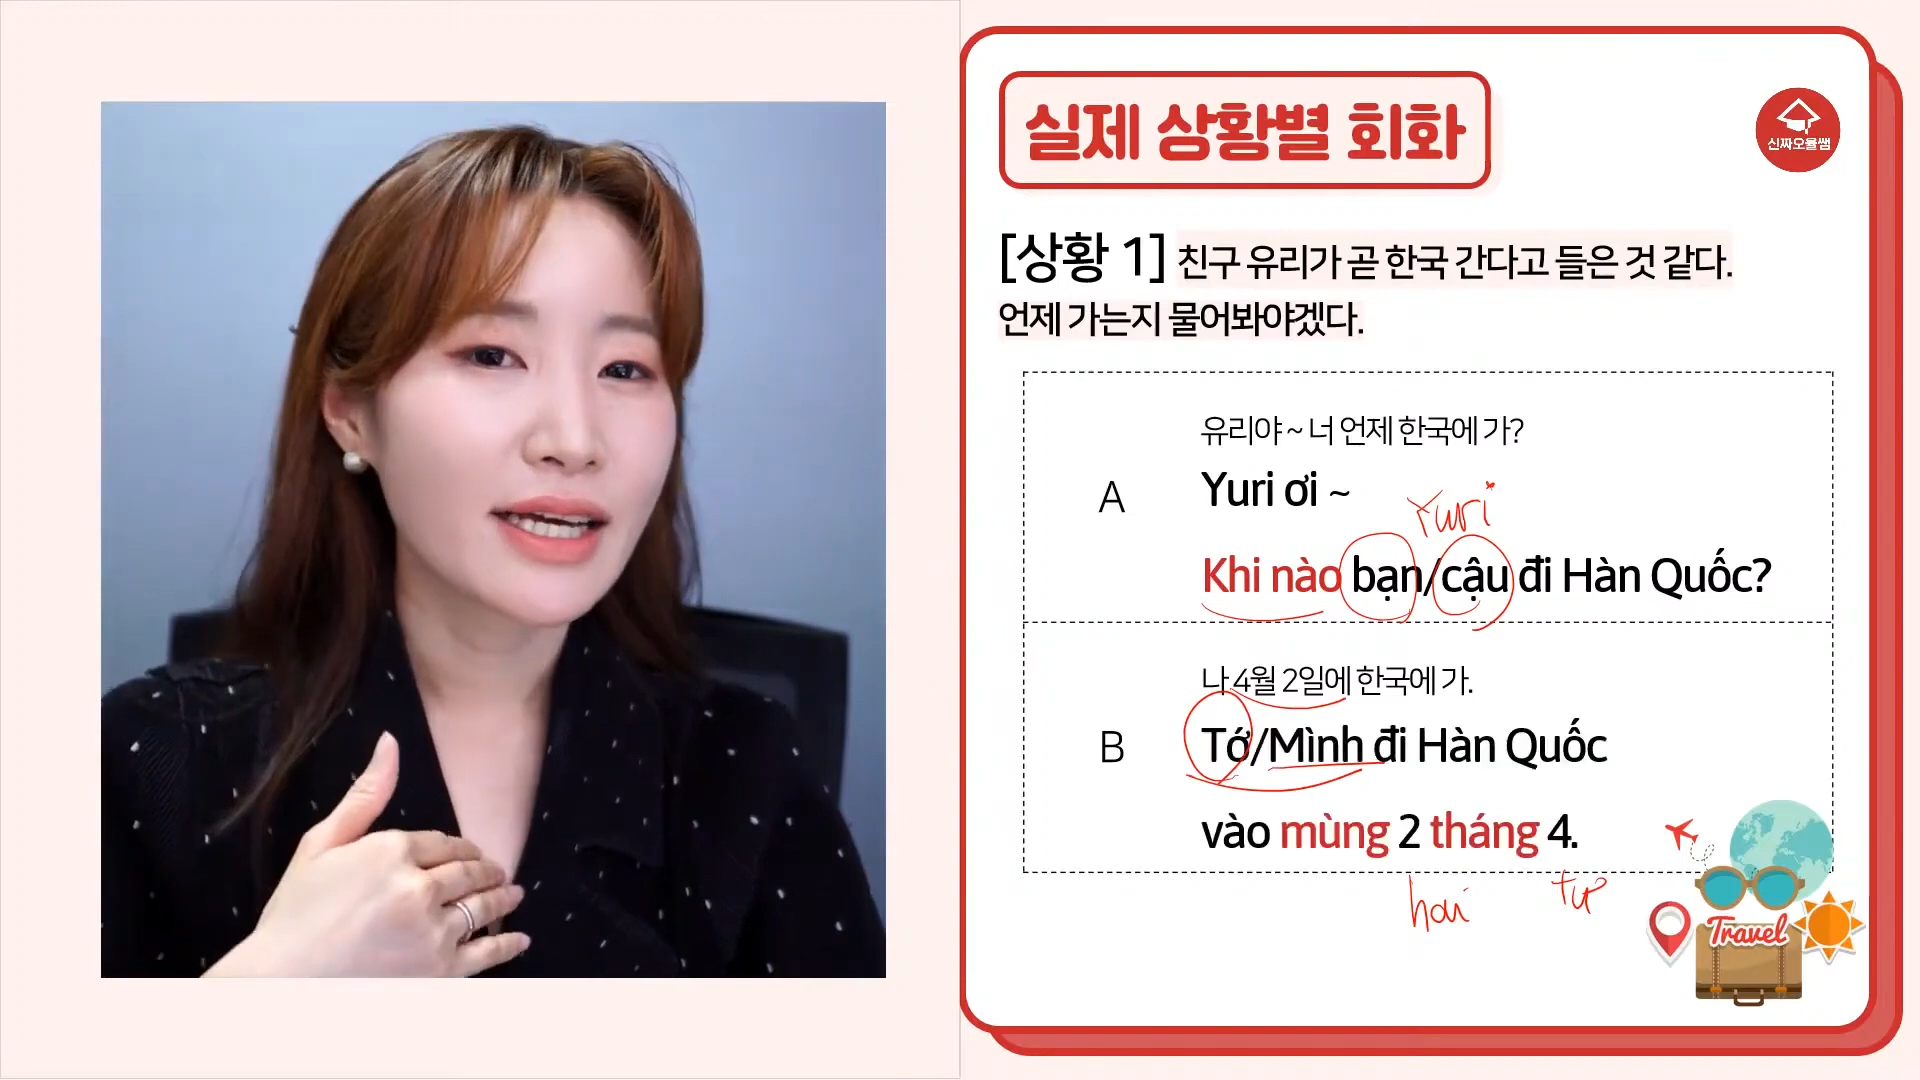 실제 상황별 회화
신짜오율쌤
[상황 1] 친구 유리가 곧 한국 간다고 들은 것 같다.
언제 가는지 물어봐야겠다.
유리야 ~ 너 언제 한국에 가?
A
Yuri ơi ~
Yuri
Khi nào bạn/cậu đi Hàn Quốc?
나 4월 2일에 한국에 가.
B
Tớ/Mình đi Hàn Quốc
vào mùng 2 tháng 4.
hai tư
Travel